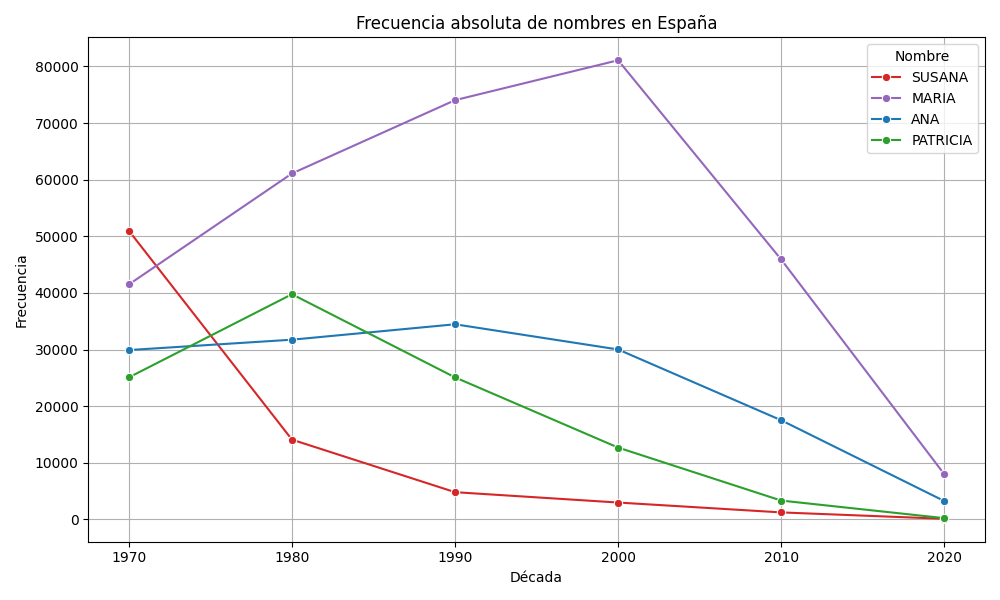 Frecuencia absoluta de nombres en España
Nombre
SUSANA
MARIA
ANA
PATRICIA
Frecuencia
80000
70000
60000
50000
40000
30000
20000
10000
0
1970 1980 1990 2000 2010 2020
Década